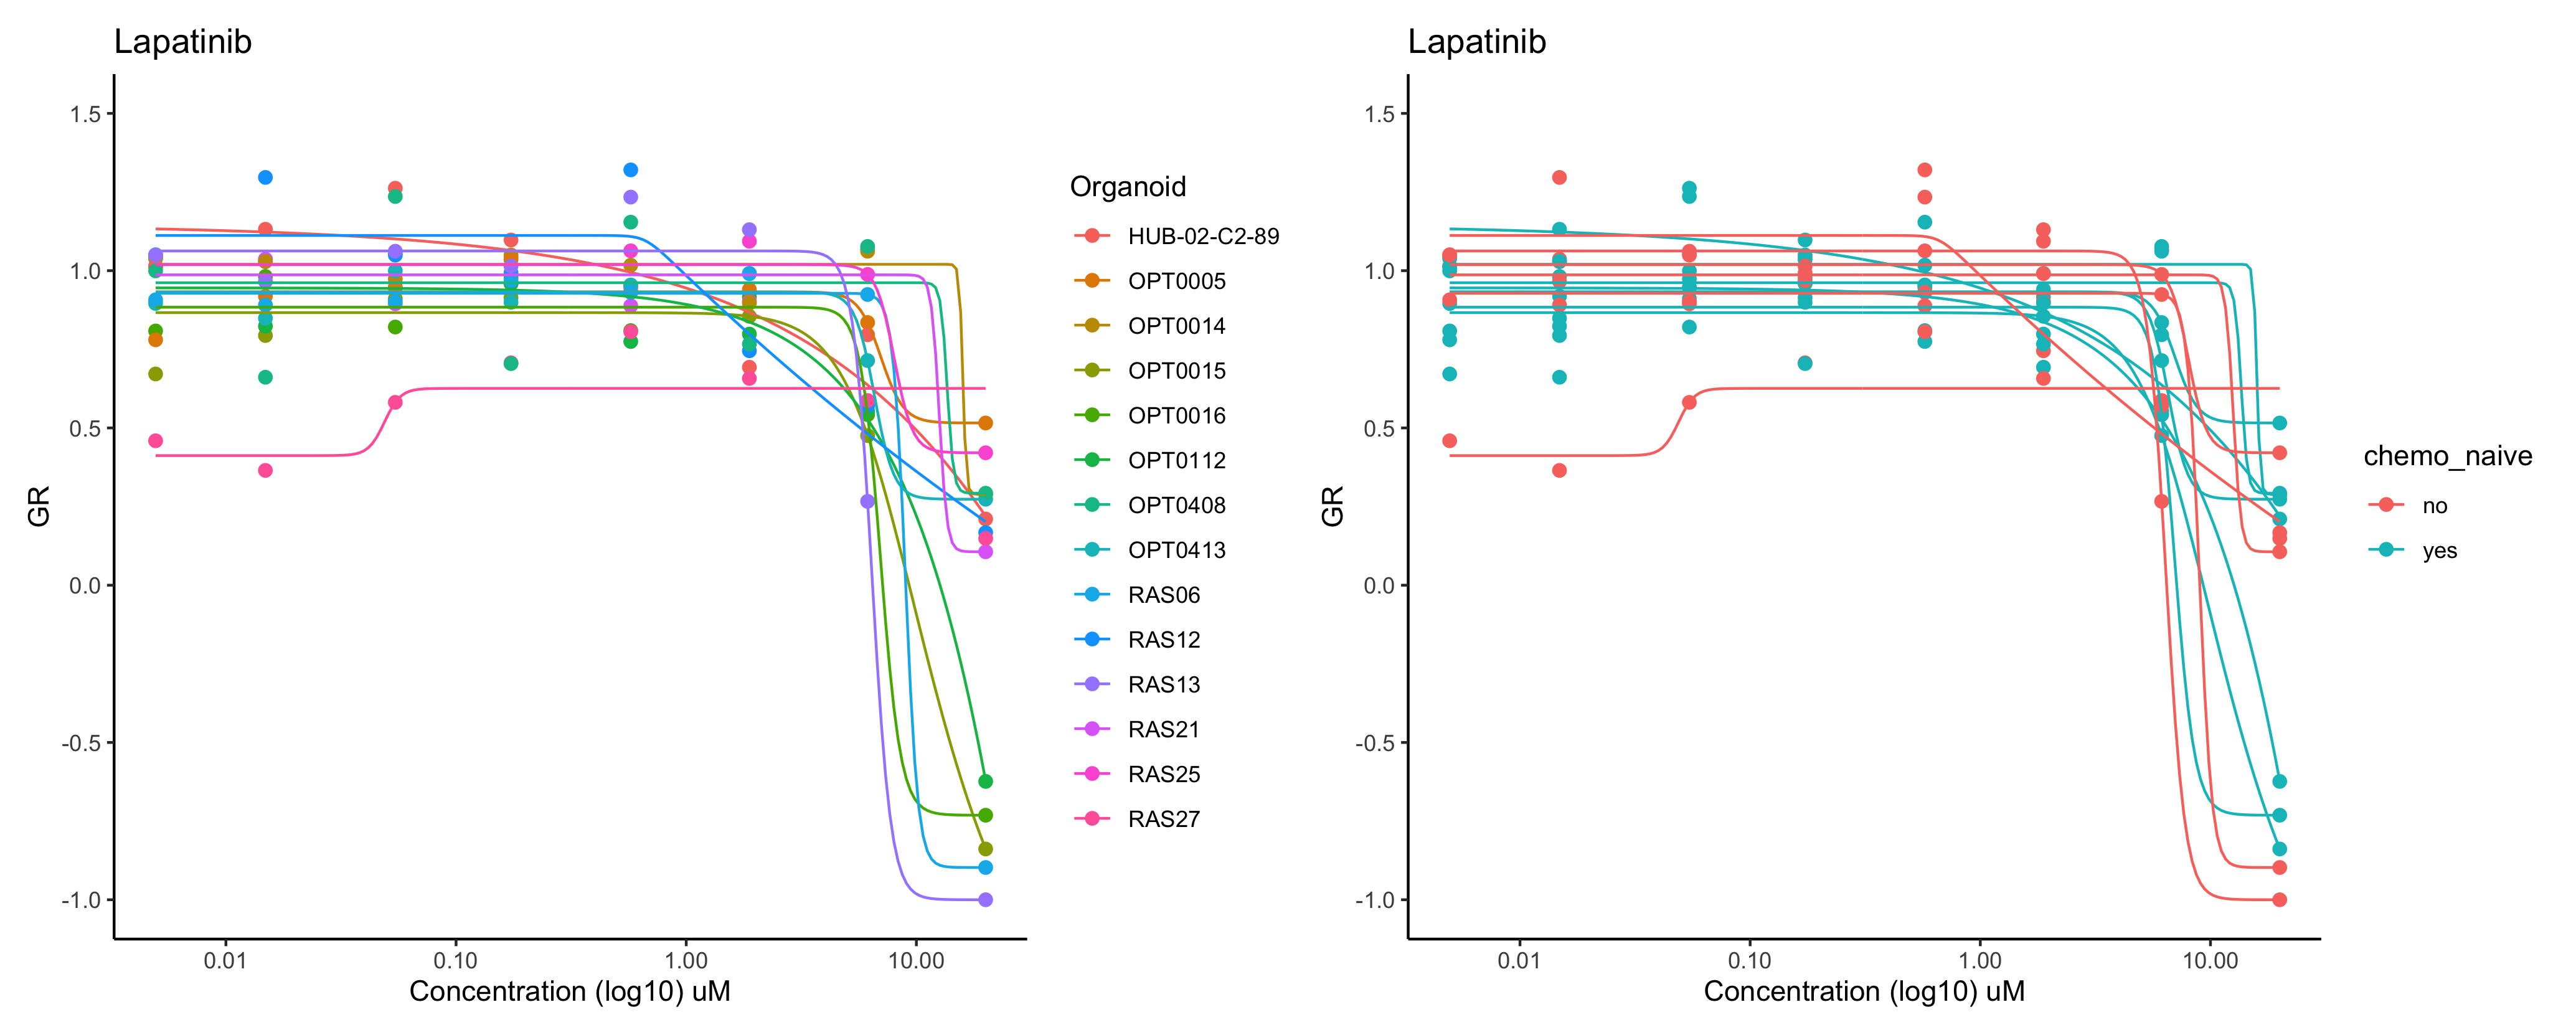 Lapatinib
1.5
1.0
0.5
0.0
-0.5
-1.0
GR
0.01 0.10 1.00 10.00
Concentration (log10) uM
Organoid
HUB-02-C2-89
OPT0005
OPT0014
OPT0015
OPT0016
OPT0112
OPT0408
OPT0413
RAS06
RAS12
RAS13
RAS21
RAS25
RAS27
Lapatinib
1.5
1.0
0.5
0.0
-0.5
-1.0
GR
0.01 0.10 1.00 10.00
Concentration (log10) uM
chemo_naive
no
yes